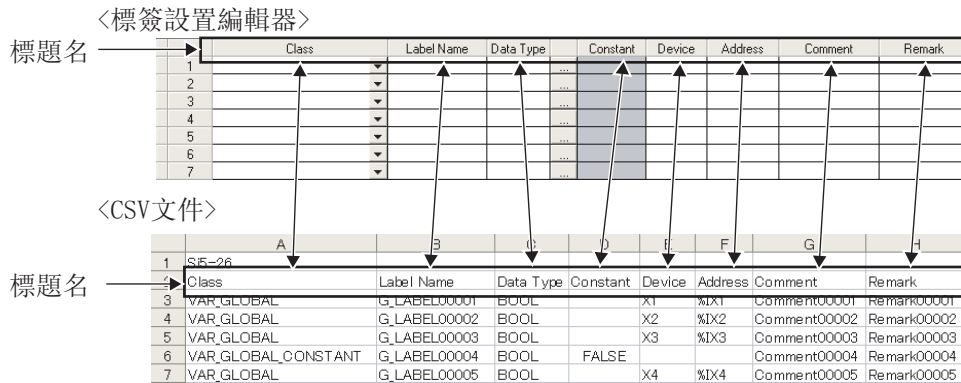 <標簽設置編輯器>
標題名
Class Label Name Data Type Constant Device Address Comment Remark
1 ...
2 ...
3 ...
4 ...
5 ...
6 ...
7 ...
<CSV文件>
A B C D E F G H
1 Si5-26
標題名
2 Class Label Name Data Type Constant Device Address Comment Remark
3 VAR_GLOBAL G_LABEL00001 BOOL X1 %IX1 Comment00001 Remark00001
4 VAR_GLOBAL G_LABEL00002 BOOL X2 %IX2 Comment00002 Remark00002
5 VAR_GLOBAL G_LABEL00003 BOOL X3 %IX3 Comment00003 Remark00003
6 VAR_GLOBAL_CONSTANT G_LABEL00004 BOOL FALSE Comment00004 Remark00004
7 VAR_GLOBAL G_LABEL00005 BOOL X4 %IX4 Comment00005 Remark00005